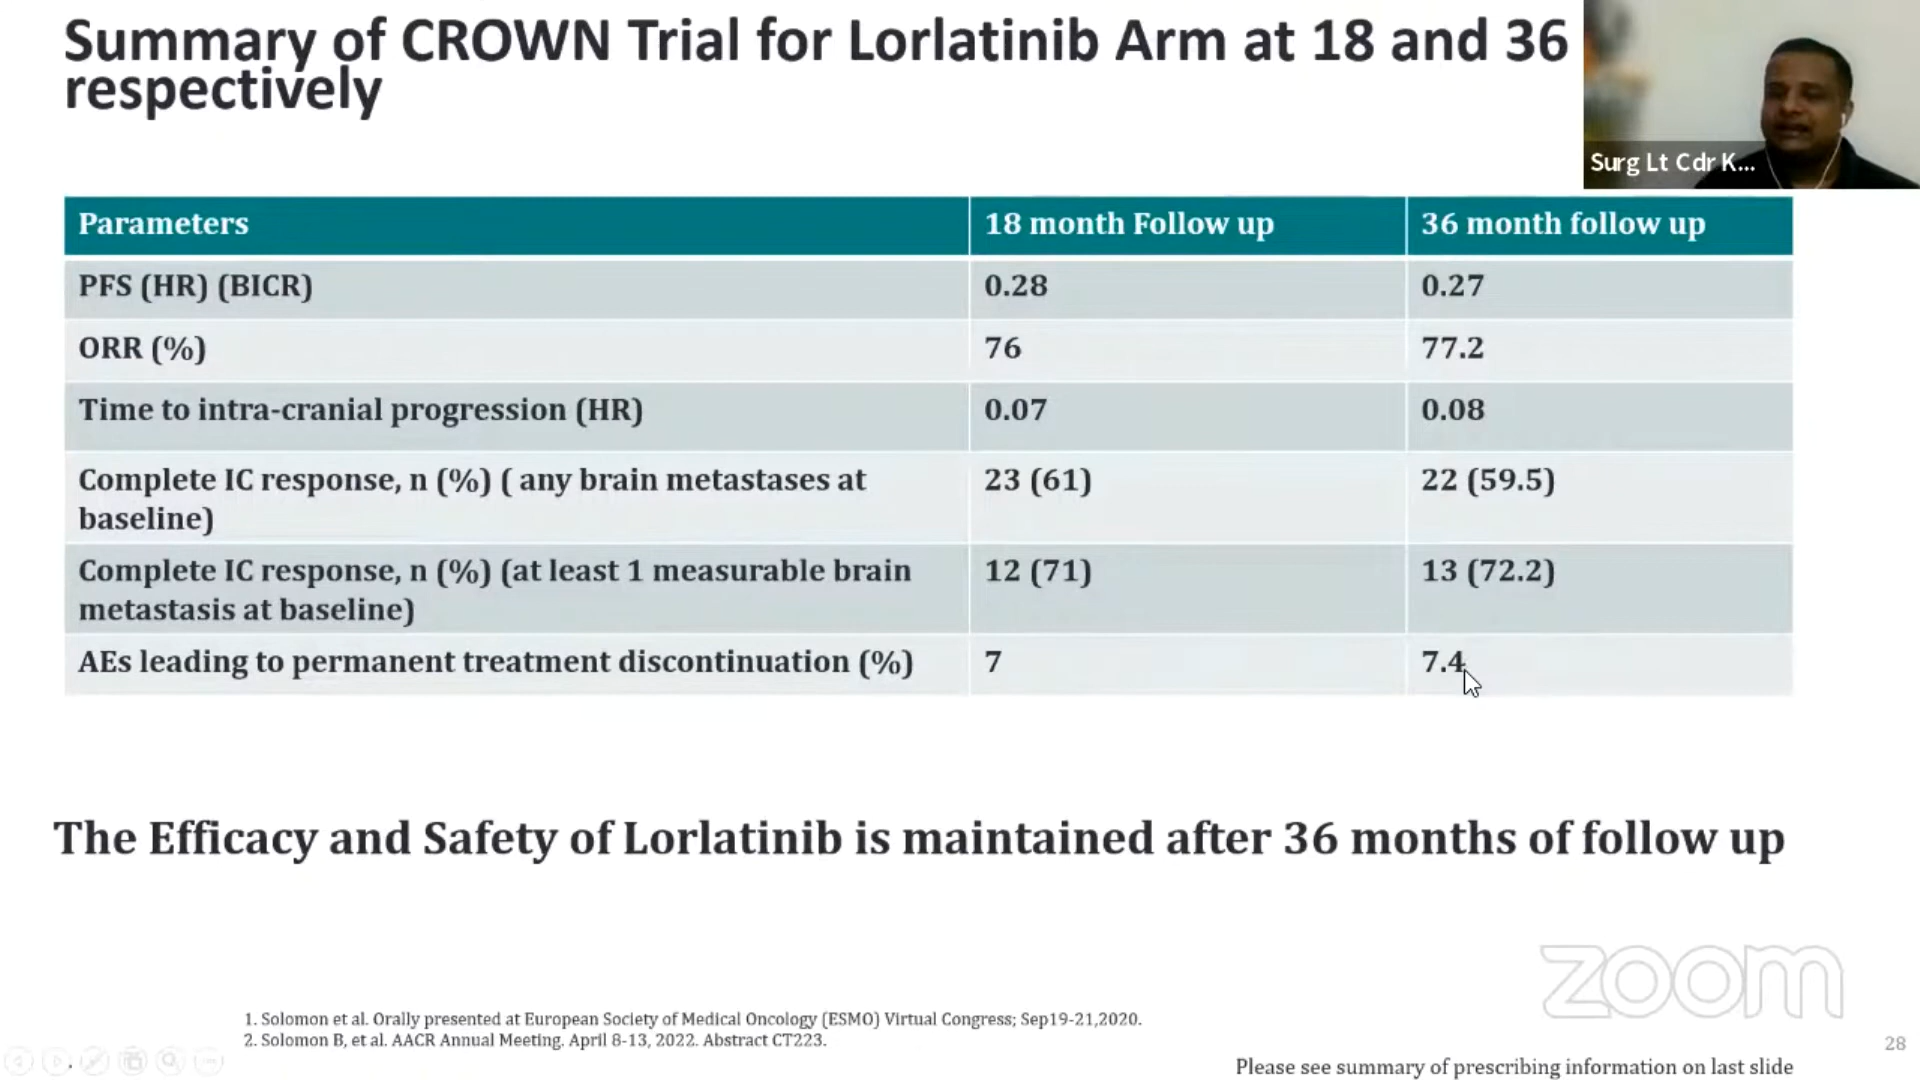 Summary of CROWN Trial for Lorlatinib Arm at 18 and 36
respectively
Surg Lt Cdr K...
Parameters
18 month Follow up
36 month follow up
PFS (HR) (BICR)
0.28
0.27
ORR (%)
76
77.2
Time to intra-cranial progression (HR)
0.07
0.08
Complete IC response, n (%) ( any brain metastases at
baseline)
23 (61)
22 (59.5)
Complete IC response, n (%) (at least 1 measurable brain
metastasis at baseline)
12 (71)
13 (72.2)
AEs leading to permanent treatment discontinuation (%)
7
7.4
The Efficacy and Safety of Lorlatinib is maintained after 36 months of follow up
zoom
1. Solomon et al. Orally presented at European Society of Medical Oncology (ESMO) Virtual Congress; Sep19-21,2020.
2. Solomon B, et al. AACR Annual Meeting. April 8-13, 2022. Abstract CT223.
28
Please see summary of prescribing information on last slide